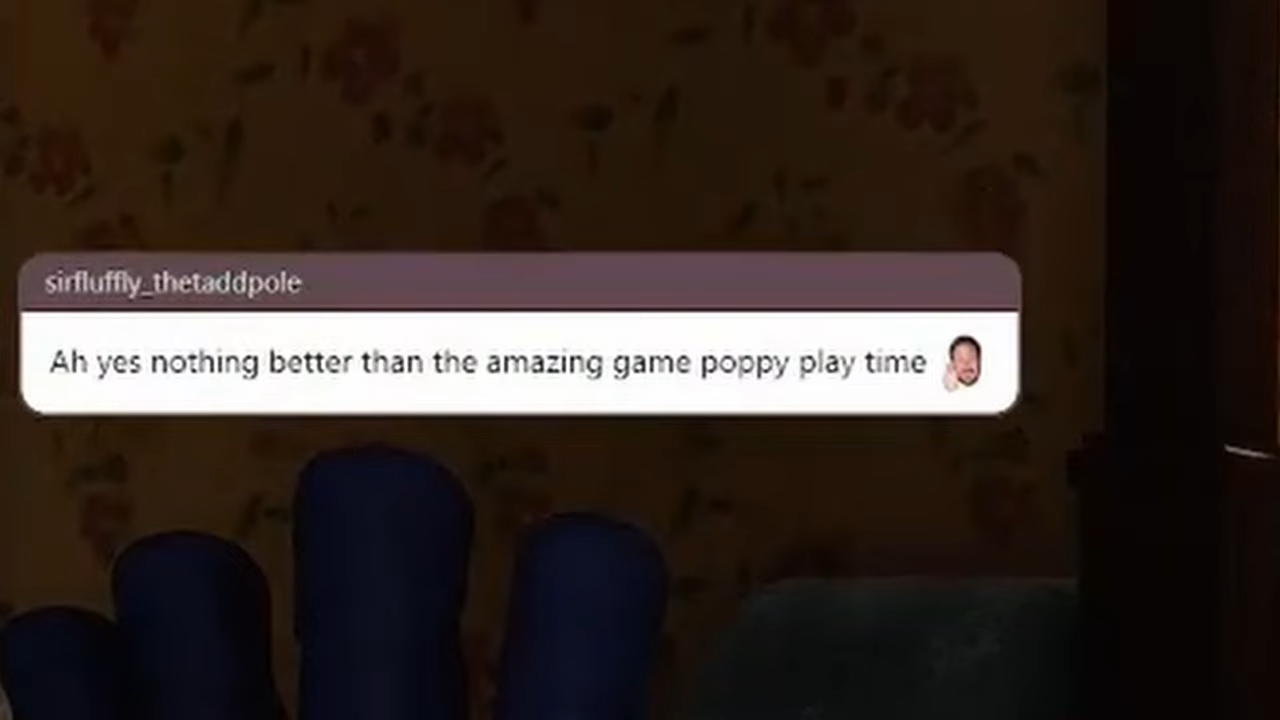 sirfluffly_thetaddpole
Ah yes nothing better than the amazing game poppy play time